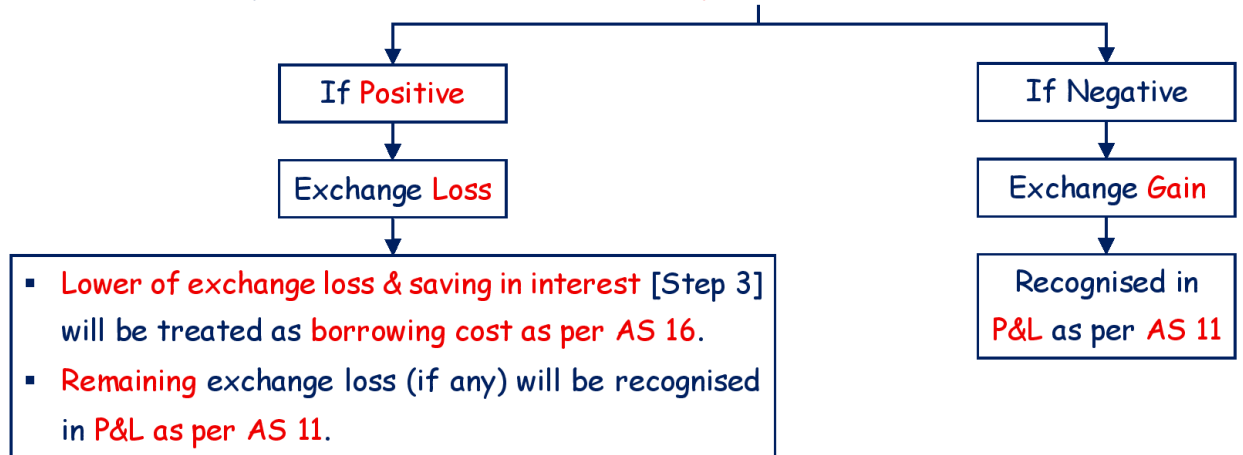 If Positive
Exchange Loss
▪ Lower of exchange loss & saving in interest [Step 3]
will be treated as borrowing cost as per AS 16.
▪ Remaining exchange loss (if any) will be recognised
in P&L as per AS 11.
If Negative
Exchange Gain
Recognised in
P&L as per AS 11